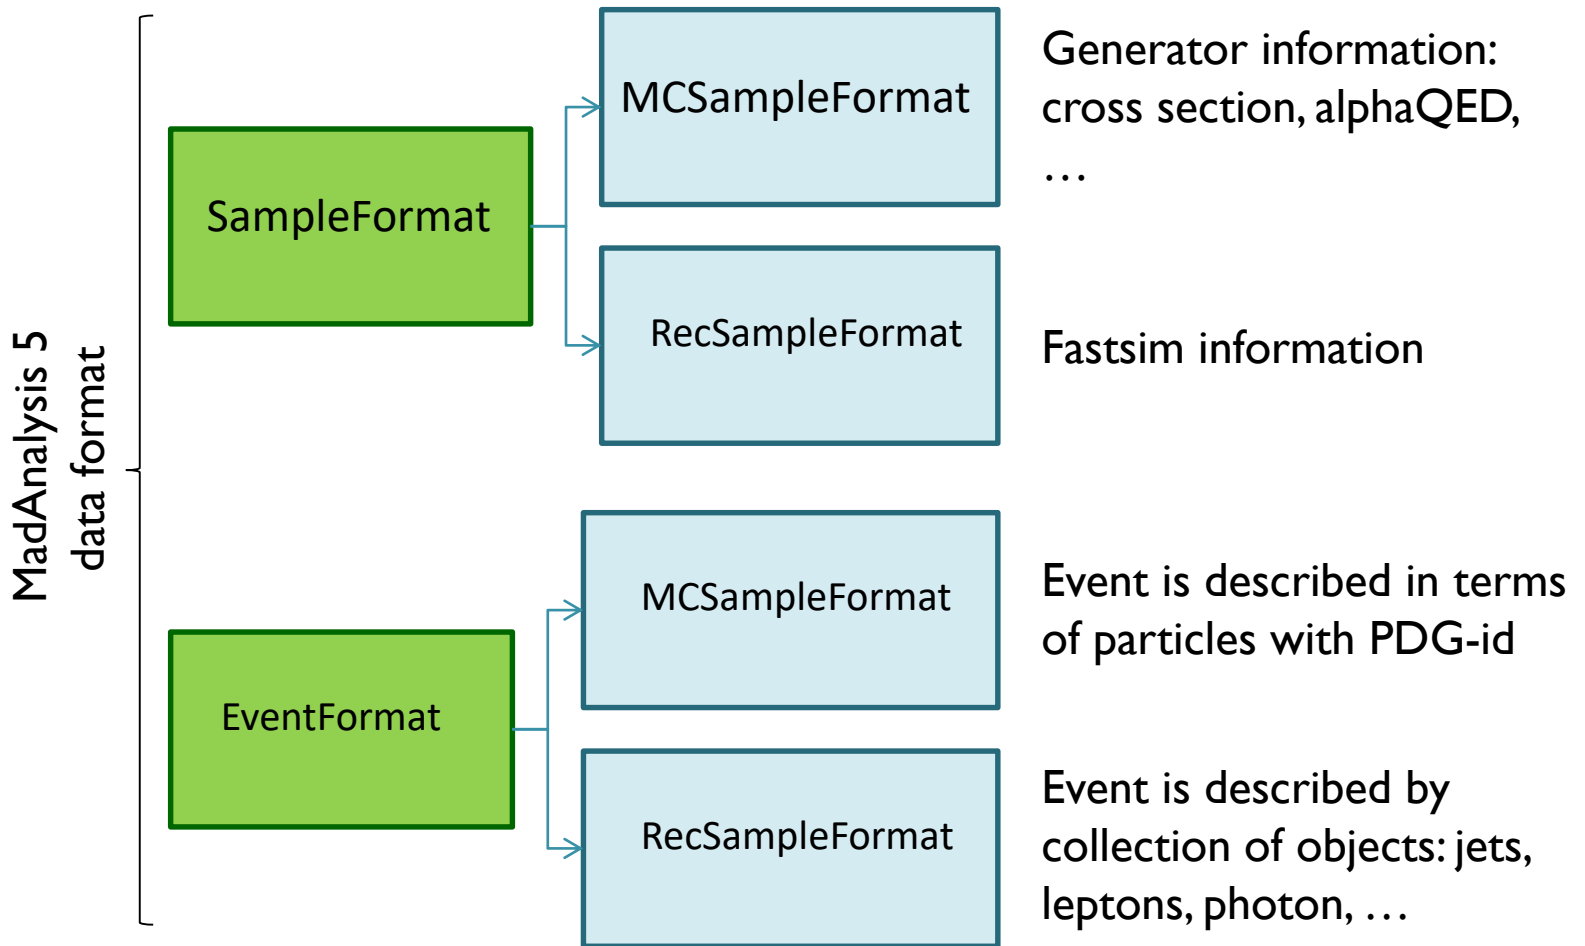 MadAnalysis 5
data format
SampleFormat
MCSampleFormat
Generator information:
cross section, alphaQED,
…
RecSampleFormat
Fastsim information
EventFormat
MCSampleFormat
Event is described in terms
of particles with PDG-id
RecSampleFormat
Event is described by
collection of objects: jets,
leptons, photon, …